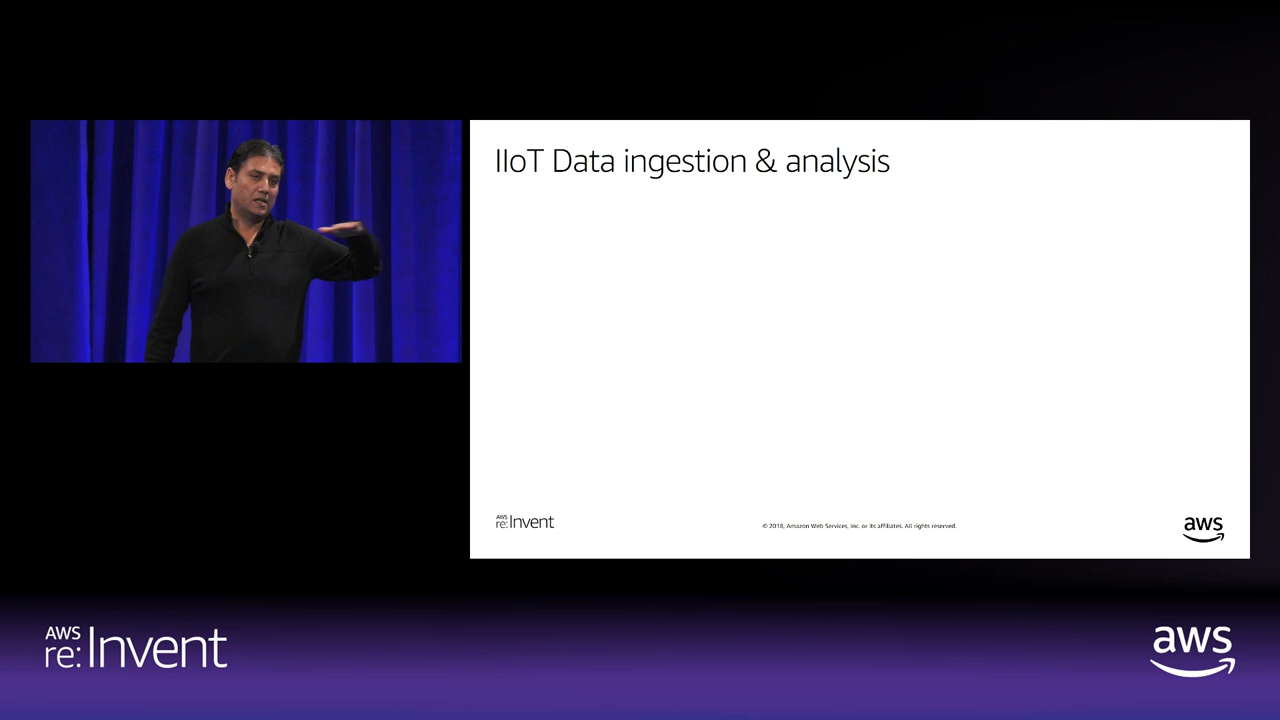 IIoT Data ingestion & analysis
AWS
re:Invent
© 2018, Amazon Web Services, Inc. or its affiliates. All rights reserved.
aws
AWS
re:Invent
aws